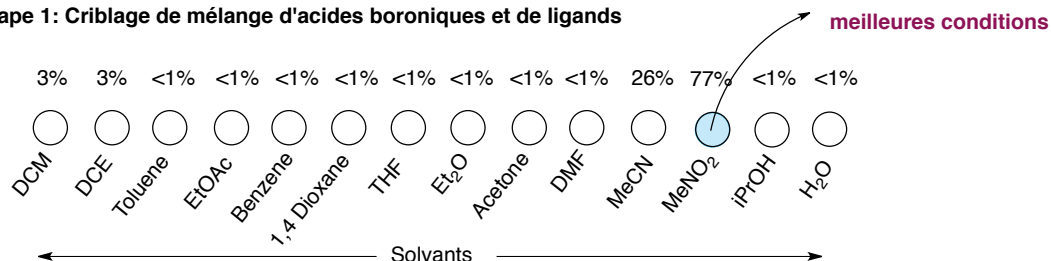 ape 1: Criblage de mélange d'acides boroniques et de ligands
meilleures conditions
3% 3% <1% <1% <1% <1% <1% <1% <1% <1% 26% 77% <1% <1%
DCM DCE Toluene EtOAc Benzene 1,4 Dioxane THF Et₂O Acetone DMF MeCN MeNO₂ iPrOH H₂O
Solvants